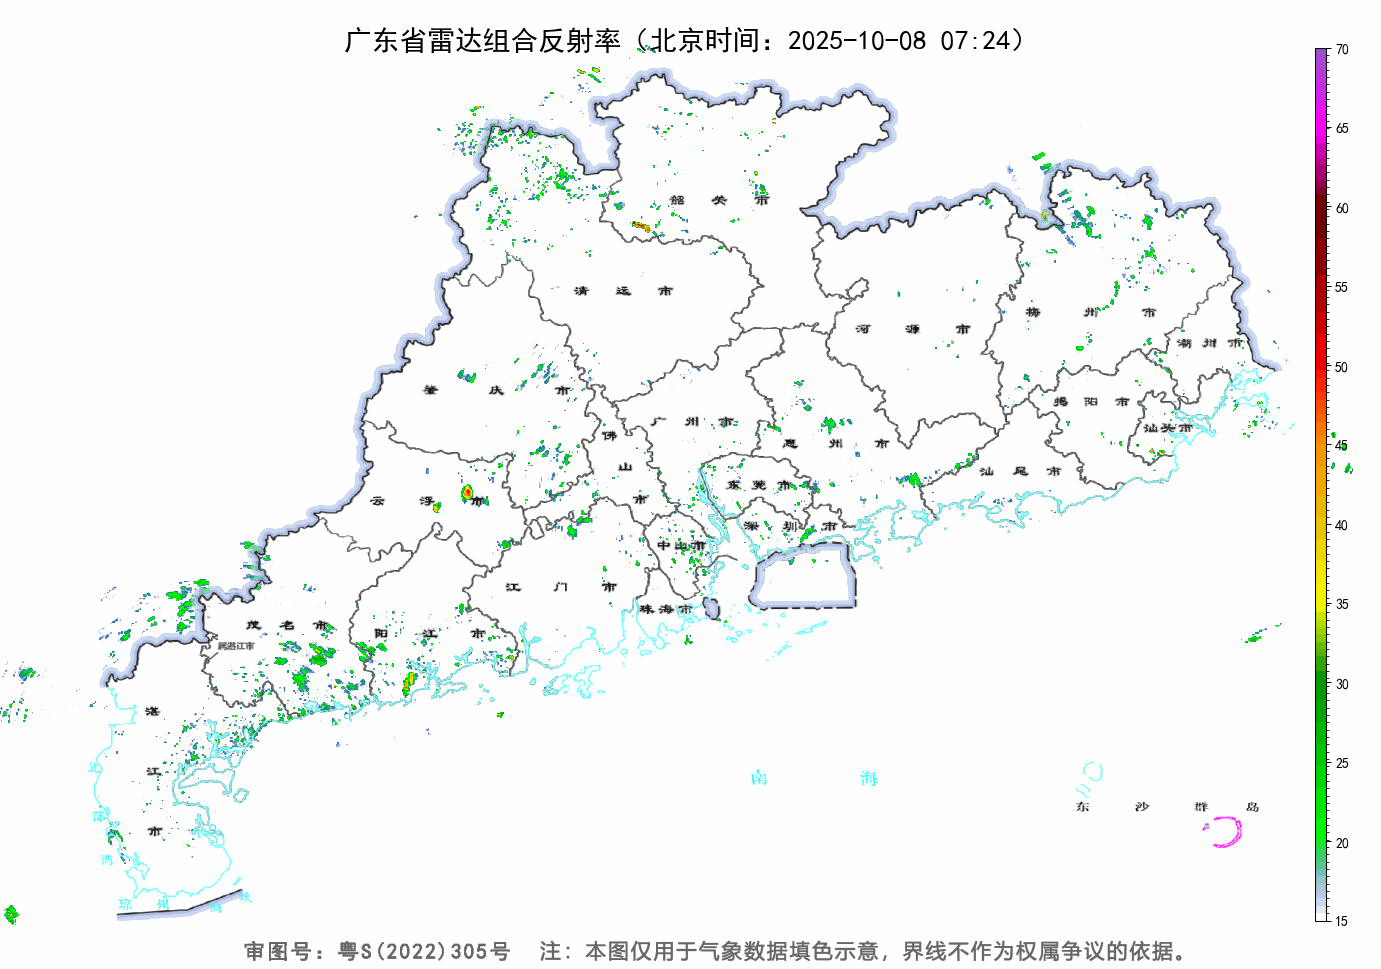 广东省雷达组合反射率（北京时间：2025-10-08 07:24）
70
65
60
55
50
45
40
35
30
25
20
15
韶关市
清远市
河源市
梅州市
潮州市
肇庆市
广州市
揭阳市
汕头市
佛山市
惠州市
云浮市
东莞市
汕尾市
深圳市
中山市
江门市
珠海市
茂名市
阳江市
属湛江市
湛江市
北部湾
琼州海峡
南海
东沙群岛
审图号：粤S(2022)305号 注：本图仅用于气象数据填色示意，界线不作为权属争议的依据。